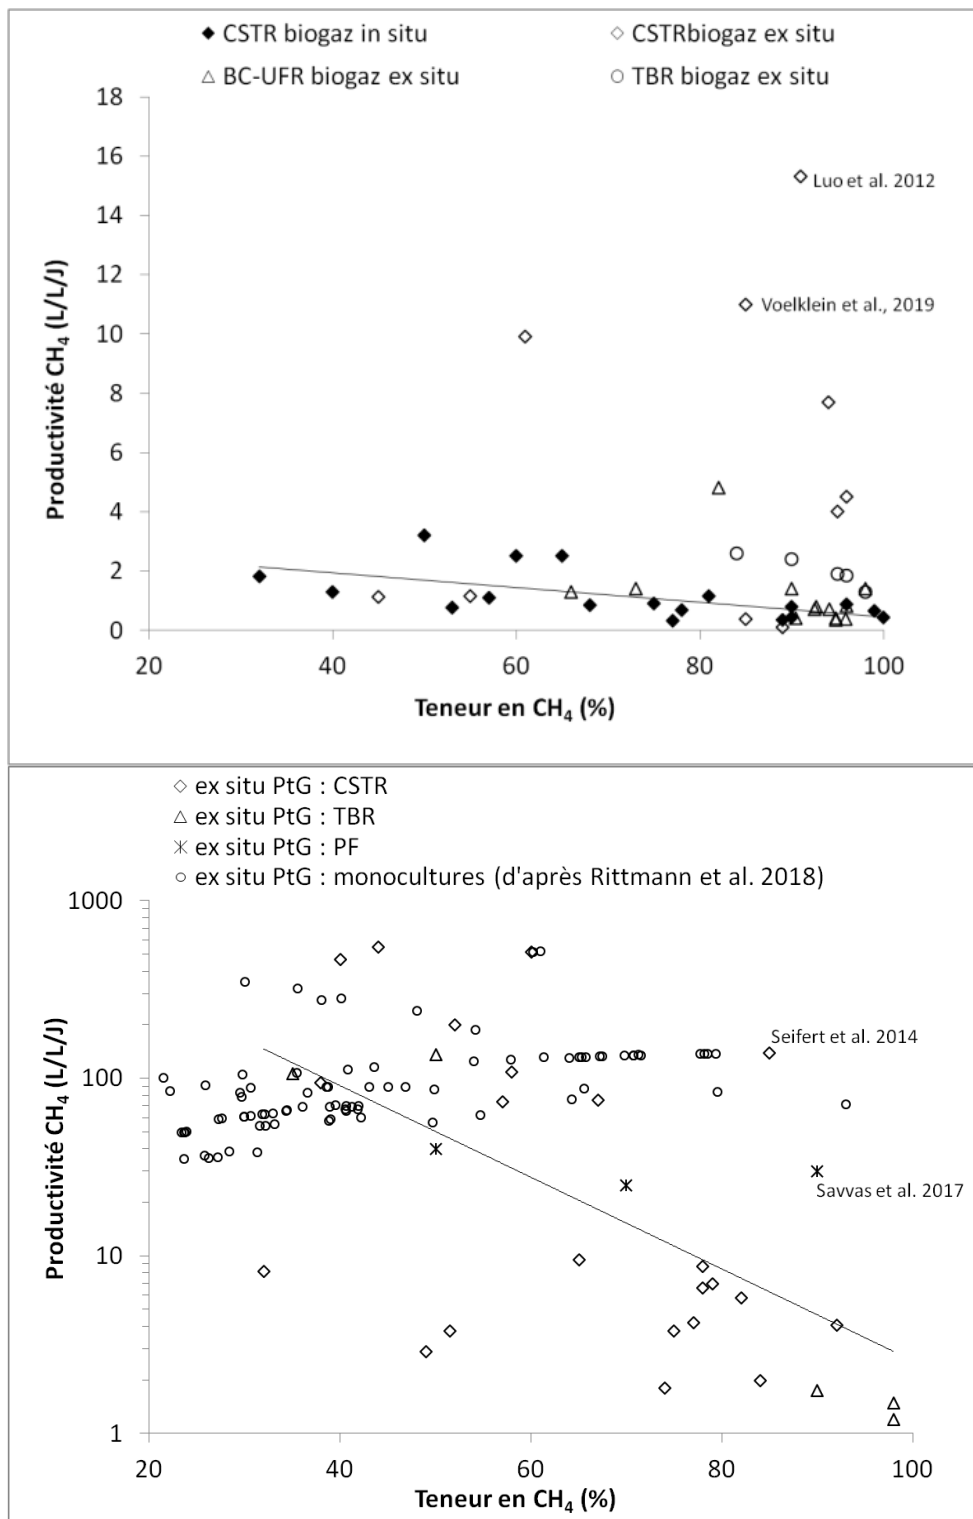 CSTR biogaz in situ
CSTRbiogaz ex situ
BC-UFR biogaz ex situ
TBR biogaz ex situ
18
16
14
12
10
8
6
4
2
0
Productivité CH₄ (L/L/J)
Luo et al. 2012
Voelklein et al., 2019
20 40 60 80 100
Teneur en CH₄ (%)
ex situ PtG : CSTR
ex situ PtG : TBR
ex situ PtG : PF
ex situ PtG : monocultures (d'après Rittmann et al. 2018)
1000
100
10
1
Productivité CH₄ (L/L/J)
Seifert et al. 2014
Savvas et al. 2017
20 40 60 80 100
Teneur en CH₄ (%)